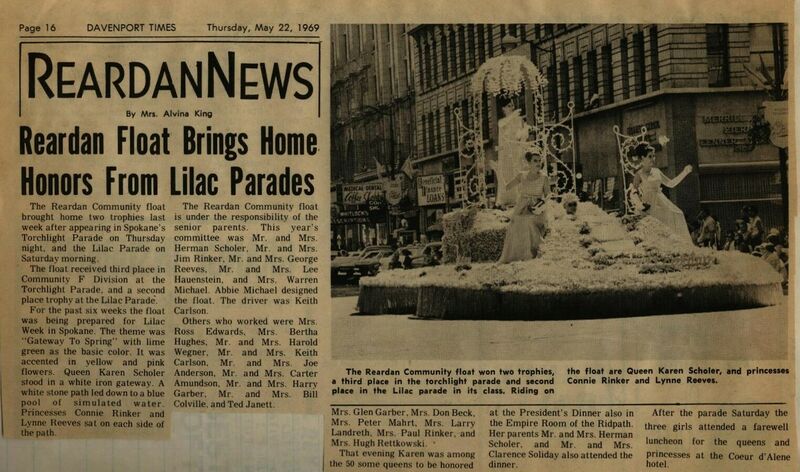 Page 16
DAVENPORT TIMES
Thursday, May 22, 1969
REARDANNEWS
By Mrs. Alvina King
Reardan Float Brings Home
Honors From Lilac Parades
The Reardan Community float
brought home two trophies last
week after appearing in Spokane's
Torchlight Parade on Thursday
night, and the Lilac Parade on
Saturday morning.
The float received third place in
Community F Division at the
Torchlight Parade, and a second
place trophy at the Lilac Parade.
For the past six weeks the float
was being prepared for Lilac
Week in Spokane. The theme was
"Gateway To Spring" with lime
green as the basic color. It was
accented in yellow and pink
flowers. Queen Karen Scholer
stood in a white iron gateway. A
white stone path led down to a blue
pool of simulated water.
Princesses Connie Rinker and
Lynne Reeves sat on each side of
the path.
The Reardan Community float
is under the responsibility of the
senior parents. This year's
committee was Mr. and Mrs.
Herman Scholer, Mr. and Mrs.
Jim Rinker, Mr. and Mrs. George
Reeves, Mr. and Mrs. Lee
Hauenstein, and Mrs. Warren
Michael. Abbie Michael designed
the float. The driver was Keith
Carlson.
Others who worked were Mrs.
Ross Edwards, Mrs. Bertha
Hughes, Mr. and Mrs. Harold
Wegner, Mr. and Mrs. Keith
Carlson, Mr. and Mrs. Joe
Anderson, Mr. and Mrs. Carter
Amundson, Mr. and Mrs. Harry
Garber, Mr. and Mrs. Bill
Colville, and Ted Janett.
MEDICAL DENTAL
LOANS
The Reardan Community float won two trophies,
a third place in the torchlight parade and second
place in the Lilac parade in its class. Riding on
the float are Queen Karen Scholer, and princesses
Connie Rinker and Lynne Reeves.
Mrs. Glen Garber, Mrs. Don Beck,
Mrs. Peter Mahrt, Mrs. Larry
Landreth, Mrs. Paul Rinker, and
Mrs. Hugh Rettkowski.
That evening Karen was among
the 50 some queens to be honored
at the President's Dinner also in
the Empire Room of the Ridpath.
Her parents Mr. and Mrs. Herman
Scholer, and Mr. and Mrs.
Clarence Soliday also attended the
dinner.
After the parade Saturday the
three girls attended a farewell
luncheon for the queens and
princesses at the Coeur d'Alene
hotel.